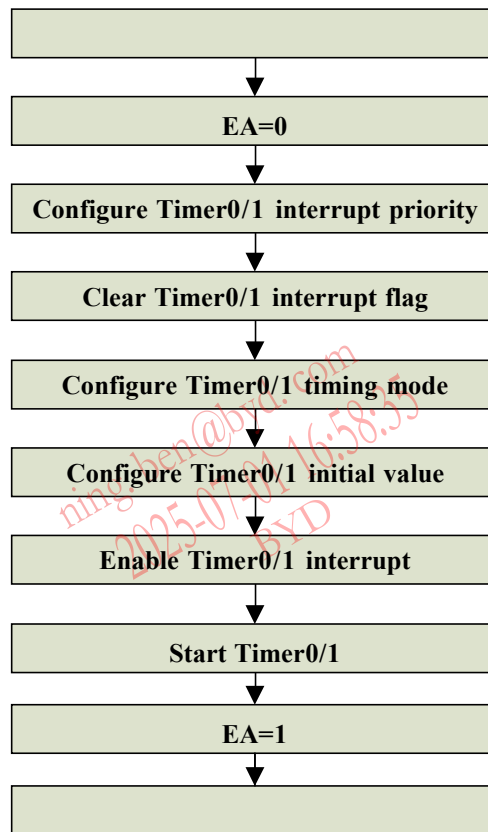 EA=0
Configure Timer0/1 interrupt priority
Clear Timer0/1 interrupt flag
Configure Timer0/1 timing mode
Configure Timer0/1 initial value
Enable Timer0/1 interrupt
Start Timer0/1
EA=1
ning.ben@byd.com
2025-07-01 16:58:35
BYD